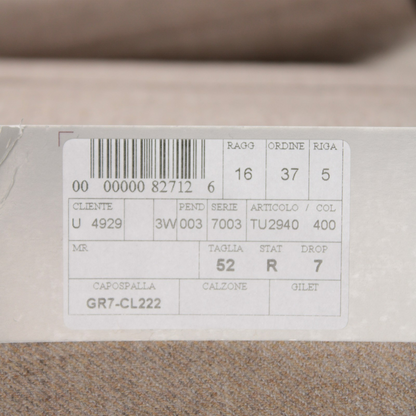 RAGG ORDINE RIGA
16 37 5
00 00000 82712 6
CLIENTE PEND SERIE ARTICOLO / COL
U 4929 3W 003 7003 TU2940 400
MR TAGLIA STAT DROP
52 R 7
CAPOSPALLA CALZONE GILET
GR7-CL222